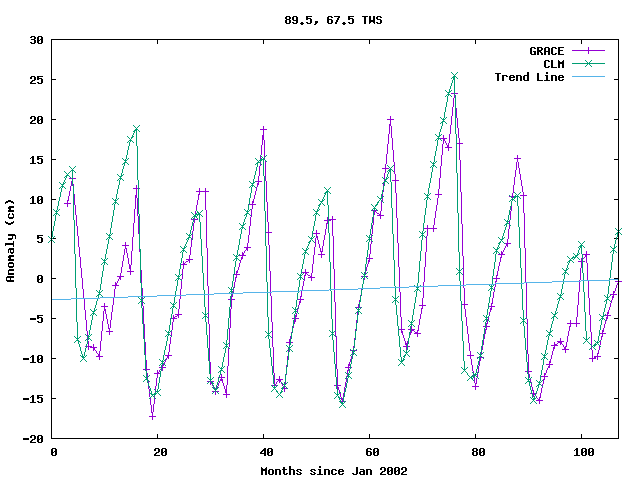 89.5, 67.5 TWS
GRACE
CLM
Trend Line
30
25
20
15
10
5
0
-5
-10
-15
-20
Anomaly (cm)
0 20 40 60 80 100
Months since Jan 2002